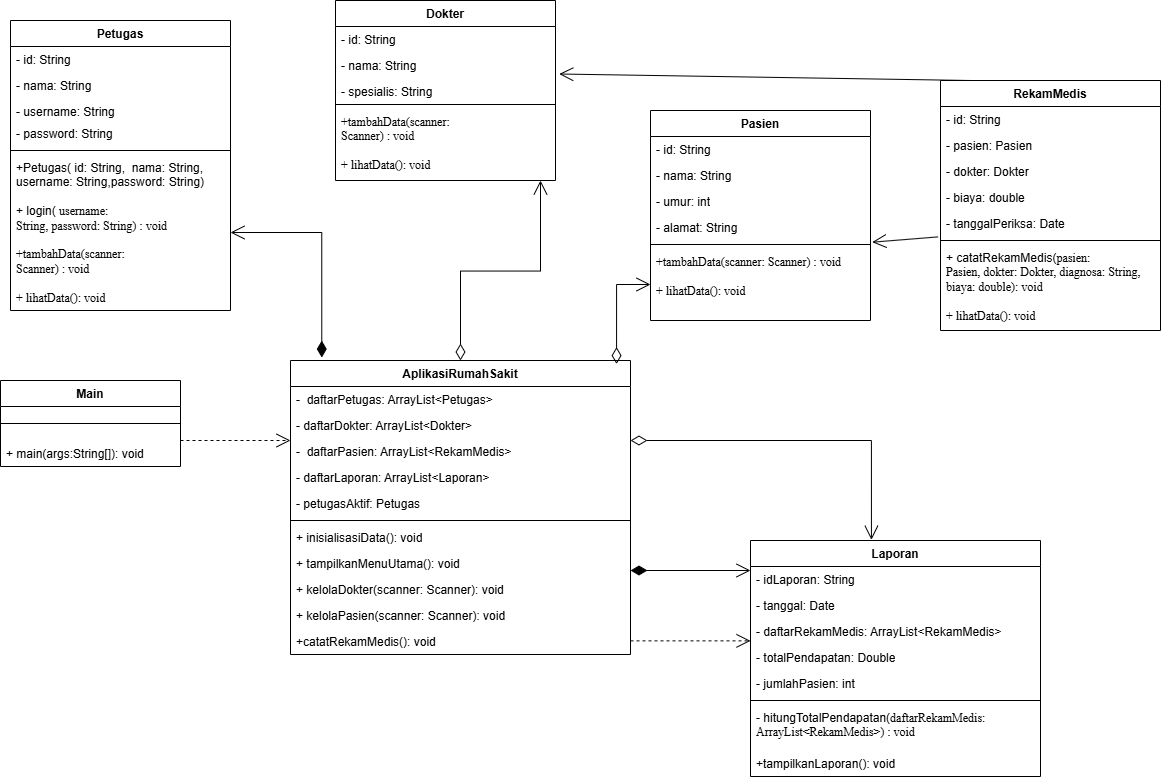 Petugas
- id: String
- nama: String
- username: String
- password: String
+Petugas( id: String,  nama: String,
username: String,password: String)
+ login( username:
String, password: String) : void
+tambahData(scanner:
Scanner) : void
+ lihatData(): void
Dokter
- id: String
- nama: String
- spesialis: String
+tambahData(scanner:
Scanner) : void
+ lihatData(): void
Pasien
- id: String
- nama: String
- umur: int
- alamat: String
+tambahData(scanner: Scanner) : void
+ lihatData(): void
RekamMedis
- id: String
- pasien: Pasien
- dokter: Dokter
- biaya: double
- tanggalPeriksa: Date
+ catatRekamMedis(pasien:
Pasien, dokter: Dokter, diagnosa: String,
biaya: double): void
+ lihatData(): void
Main
+ main(args:String[]): void
AplikasiRumahSakit
-  daftarPetugas: ArrayList<Petugas>
- daftarDokter: ArrayList<Dokter>
-  daftarPasien: ArrayList<RekamMedis>
- daftarLaporan: ArrayList<Laporan>
- petugasAktif: Petugas
+ inisialisasiData(): void
+ tampilkanMenuUtama(): void
+ kelolaDokter(scanner: Scanner): void
+ kelolaPasien(scanner: Scanner): void
+catatRekamMedis(): void
Laporan
- idLaporan: String
- tanggal: Date
- daftarRekamMedis: ArrayList<RekamMedis>
- totalPendapatan: Double
- jumlahPasien: int
- hitungTotalPendapatan(daftarRekamMedis:
ArrayList<RekamMedis>) : void
+tampilkanLaporan(): void